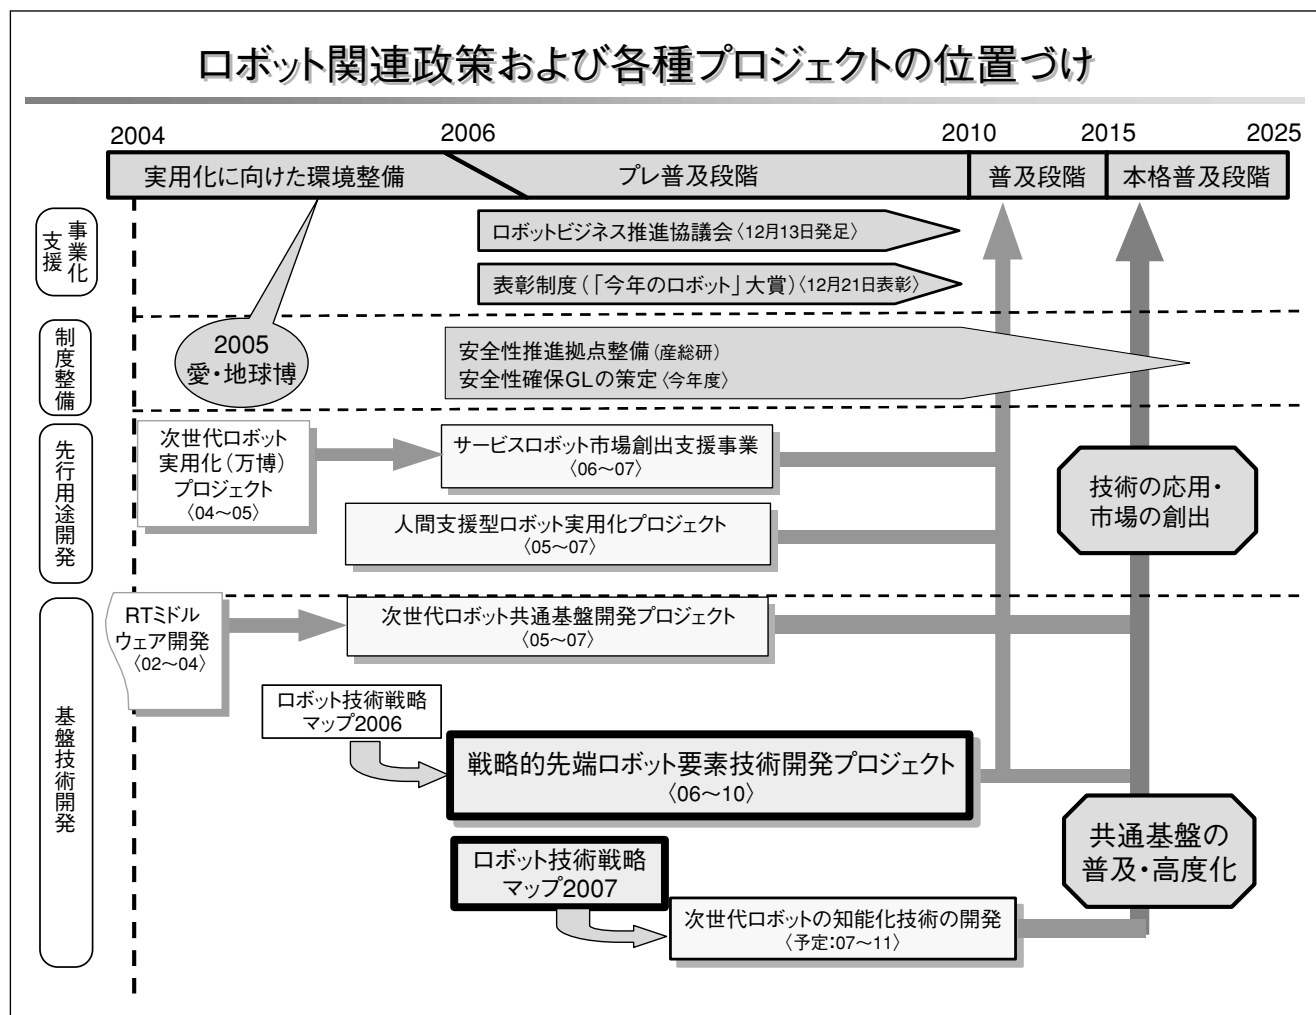 ロボット関連政策および各種プロジェクトの位置づけ
2004
2006
2010
2015
2025
実用化に向けた環境整備
プレ普及段階
普及段階
本格普及段階
事業化
支援
ロボットビジネス推進協議会〈12月13日発足〉
表彰制度(「今年のロボット」大賞)〈12月21日表彰〉
制度整備
2005
愛・地球博
安全性推進拠点整備(産総研)
安全性確保GLの策定〈今年度〉
先行用途開発
次世代ロボット
実用化(万博)
プロジェクト
〈04～05〉
サービスロボット市場創出支援事業
〈06～07〉
人間支援型ロボット実用化プロジェクト
〈05～07〉
技術の応用・
市場の創出
基盤技術開発
RTミドル
ウェア開発
〈02～04〉
次世代ロボット共通基盤開発プロジェクト
〈05～07〉
ロボット技術戦略
マップ2006
戦略的先端ロボット要素技術開発プロジェクト
〈06～10〉
共通基盤の
普及・高度化
ロボット技術戦略
マップ2007
次世代ロボットの知能化技術の開発
〈予定:07～11〉